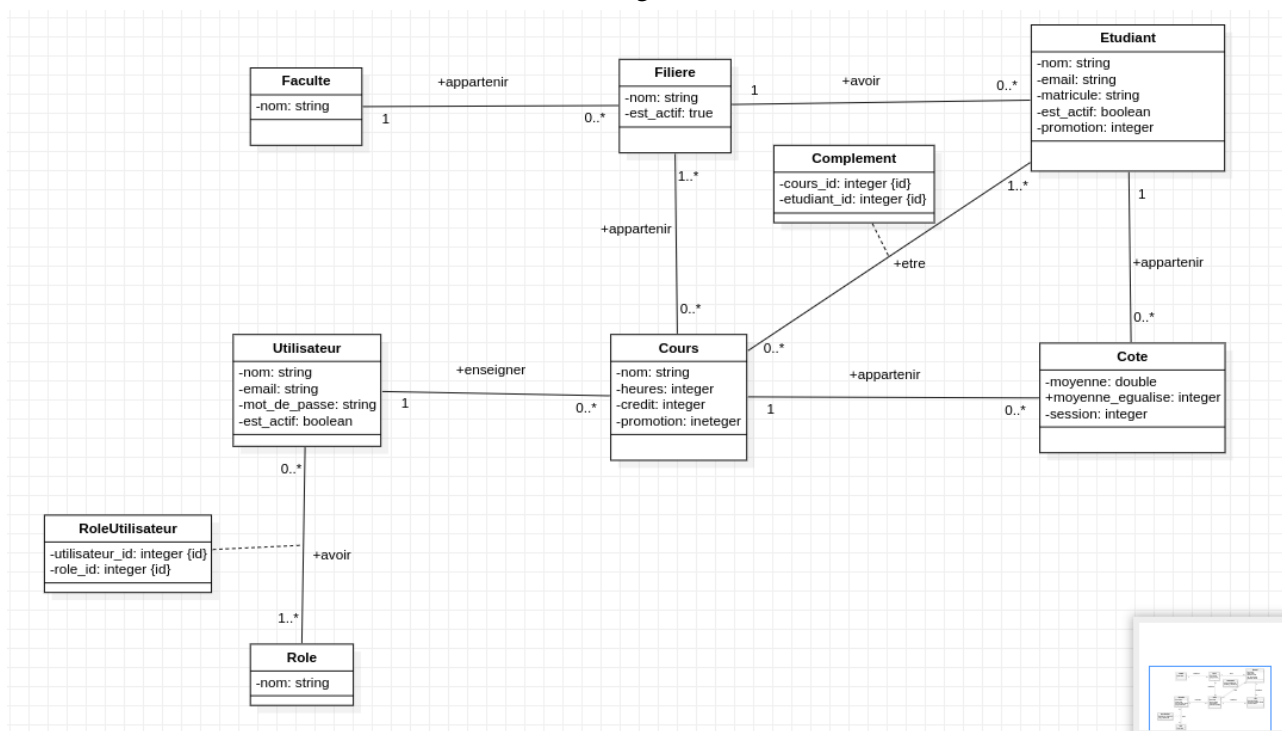 Faculte
-nom: string
+appartenir
1
0..*
Filiere
-nom: string
-est_actif: true
1
+avoir
0..*
Etudiant
-nom: string
-email: string
-matricule: string
-est_actif: boolean
-promotion: integer
Complement
-cours_id: integer {id}
-etudiant_id: integer {id}
1..*
+appartenir
0..*
1..*
+etre
0..*
1
+appartenir
0..*
Utilisateur
-nom: string
-email: string
-mot_de_passe: string
-est_actif: boolean
+enseigner
1
0..*
Cours
-nom: string
-heures: integer
-credit: integer
-promotion: ineteger
+appartenir
1
0..*
Cote
-moyenne: double
+moyenne_egualise: integer
-session: integer
0..*
RoleUtilisateur
-utilisateur_id: integer {id}
-role_id: integer {id}
+avoir
1..*
Role
-nom: string